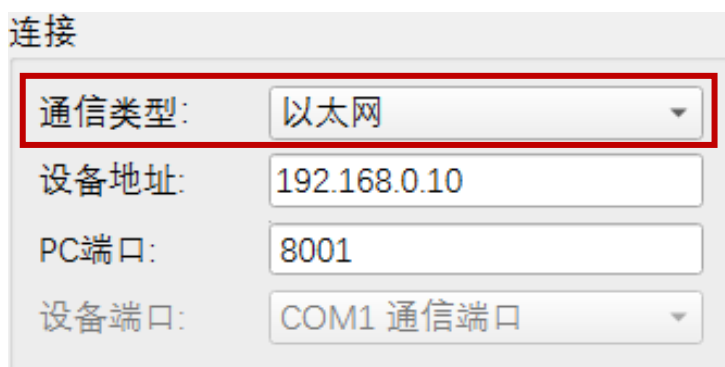 连接
通信类型: 以太网
设备地址: 192.168.0.10
PC端口: 8001
设备端口: COM1 通信端口